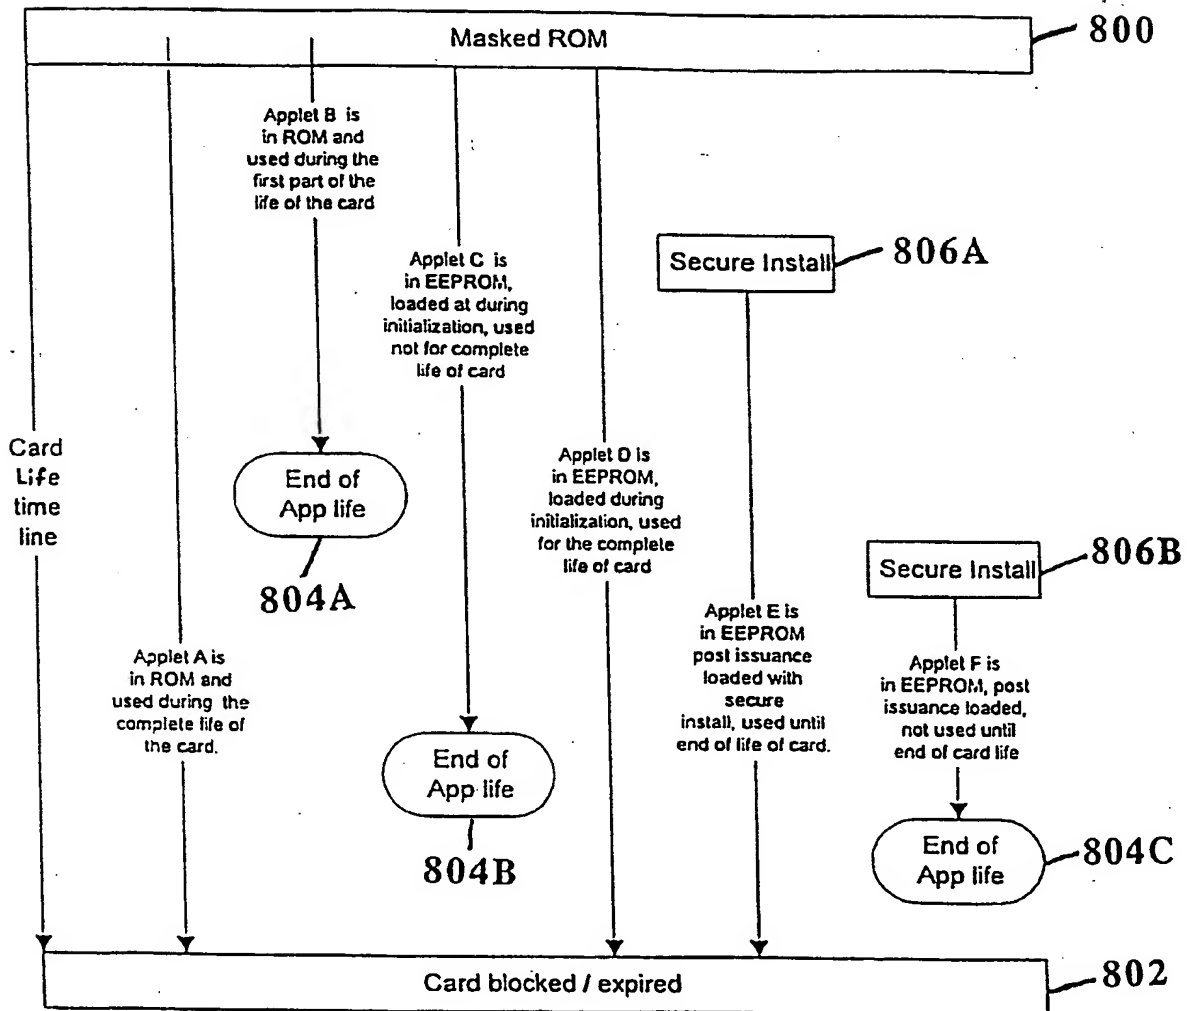 Masked ROM
800
Applet B is
in ROM and
used during the
first part of the
life of the card
Secure Install
806A
Applet C is
in EEPROM,
loaded at during
initialization, used
not for complete
life of card
Card
Life
time
line
End of
App life
804A
Applet D is
in EEPROM,
loaded during
initialization, used
for the complete
life of card
Secure Install
806B
Applet E is
in EEPROM
post issuance
loaded with
secure
install, used until
end of life of card.
Applet F is
in EEPROM, post
issuance loaded,
not used until
end of card life
Applet A is
in ROM and
used during the
complete life of
the card.
End of
App life
804B
End of
App life
804C
Card blocked / expired
802